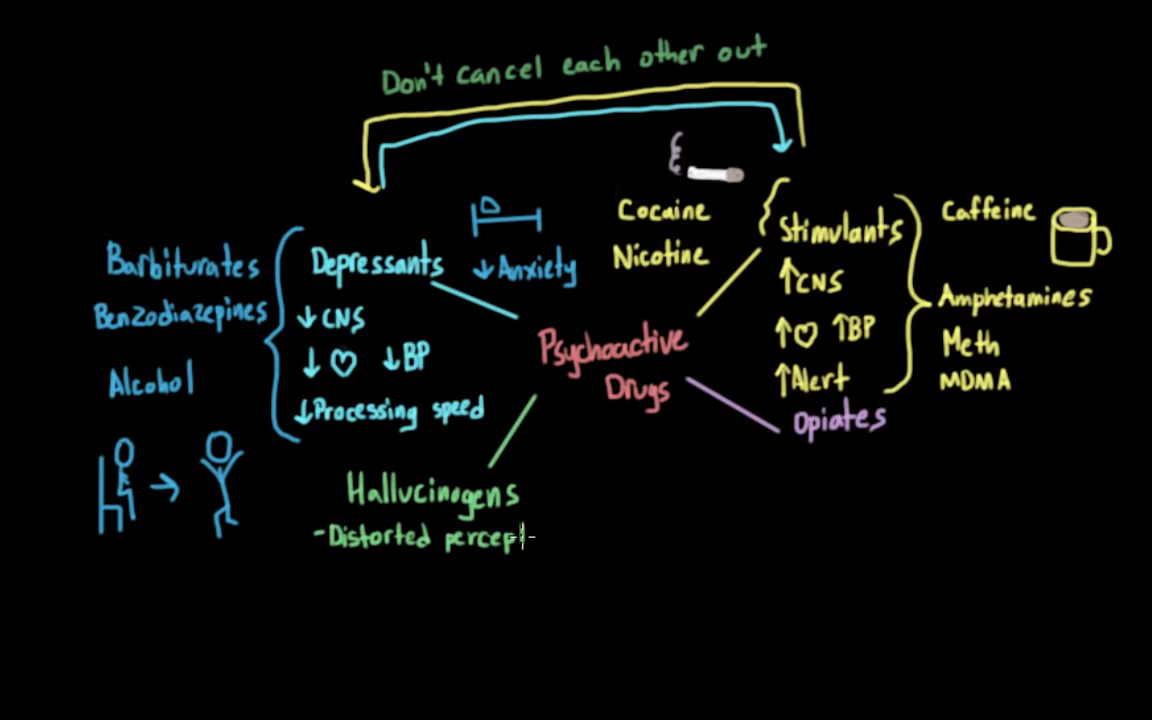 Don't cancel each other out
Barbiturates
Benzodiazepines
Alcohol
Depressants
↓ CNS
↓ ♡ ↓ BP
↓ Processing speed
↓ Anxiety
Cocaine
Nicotine
Stimulants
↑ CNS
↑ ♡ ↑ BP
↑ Alert
Caffeine
Amphetamines
Meth
MDMA
Psychoactive
Drugs
Opiates
Hallucinogens
- Distorted percept